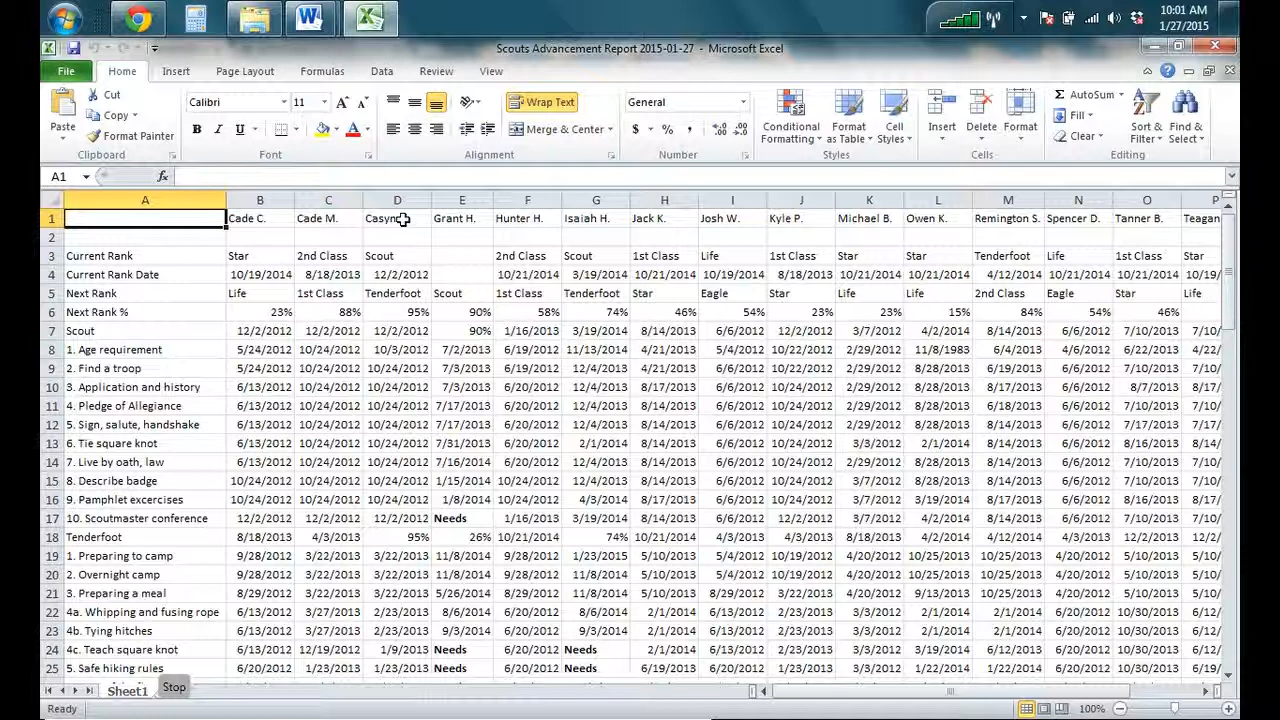 10:01 AM
1/27/2015
Scouts Advancement Report 2015-01-27 - Microsoft Excel
File Home Insert Page Layout Formulas Data Review View
Cut
Copy
Format Painter
Paste
Clipboard
Calibri 11
B I U
Font
Wrap Text
Merge & Center
Alignment
General
$ % ,
Number
Conditional Formatting
Format as Table
Cell Styles
Styles
Insert Delete Format
Cells
AutoSum
Fill
Clear
Sort & Filter
Find & Select
Editing
A1 fx
A B C D E F G H I J K L M N O P
1 Cade C. Cade M. Grant H. Hunter H. Isaiah H. Jack K. Josh W. Kyle P. Michael B. Owen K. Remington S. Spencer D. Tanner B. Teagan
2
3 Current Rank Star 2nd Class Scout 2nd Class Scout 1st Class Life 1st Class Star Star Tenderfoot Life 1st Class Star
4 Current Rank Date 10/19/2014 8/18/2013 12/2/2012 10/21/2014 3/19/2014 10/21/2014 10/19/2014 8/18/2013 10/21/2014 10/21/2014 4/12/2014 10/21/2014 10/21/2014 10/19/
5 Next Rank Life 1st Class Tenderfoot Scout 1st Class Tenderfoot Star Eagle Star Life Life 2nd Class Eagle Star Life
6 Next Rank % 23% 88% 95% 90% 58% 74% 46% 54% 23% 23% 15% 84% 54% 46%
7 Scout 12/2/2012 12/2/2012 12/2/2012 90% 1/16/2013 3/19/2014 8/14/2013 6/6/2012 12/2/2012 3/7/2012 4/2/2014 8/14/2013 6/6/2012 7/10/2013 7/10/
8 1. Age requirement 5/24/2012 10/24/2012 10/3/2012 7/2/2013 6/19/2012 11/13/2014 4/21/2013 5/4/2012 10/22/2012 2/29/2012 11/8/1983 6/4/2013 4/6/2012 6/22/2013 4/22/
9 2. Find a troop 5/24/2012 10/24/2012 10/24/2012 7/3/2013 6/19/2012 12/4/2013 4/21/2013 6/6/2012 10/22/2012 2/29/2012 8/28/2013 6/19/2013 6/6/2012 7/10/2013 7/10/
10 3. Application and history 6/13/2012 10/24/2012 10/24/2012 7/3/2013 6/20/2012 12/4/2013 8/17/2013 6/6/2012 10/24/2012 2/29/2012 8/28/2013 8/17/2013 6/6/2012 8/7/2013 8/17/
11 4. Pledge of Allegiance 6/13/2012 10/24/2012 10/24/2012 7/17/2013 6/20/2012 12/4/2013 8/14/2013 6/6/2012 10/24/2012 2/29/2012 8/28/2013 6/18/2013 6/6/2012 7/10/2013 7/10/
12 5. Sign, salute, handshake 6/13/2012 10/24/2012 10/24/2012 7/17/2013 6/20/2012 12/4/2013 8/14/2013 6/6/2012 10/24/2012 2/29/2012 8/28/2013 8/14/2013 6/6/2012 7/17/2013 7/17/
13 6. Tie square knot 6/13/2012 10/24/2012 10/24/2012 7/31/2013 6/20/2012 2/1/2014 8/14/2013 6/6/2012 10/24/2012 3/3/2012 2/1/2014 8/14/2013 6/6/2012 8/16/2013 8/14/
14 7. Live by oath, law 6/13/2012 10/24/2012 10/24/2012 7/16/2014 6/20/2012 12/4/2013 8/14/2013 6/6/2012 10/24/2012 2/29/2012 8/28/2013 8/14/2013 6/6/2012 7/10/2013 7/10/
15 8. Describe badge 10/24/2012 10/24/2012 10/24/2012 1/15/2014 6/20/2012 12/4/2013 8/14/2013 6/6/2012 10/24/2012 3/7/2012 8/28/2013 8/14/2013 6/6/2012 8/16/2013 7/10/
16 9. Pamphlet excercises 10/24/2012 10/24/2012 10/24/2012 1/8/2014 10/24/2012 4/3/2013 8/17/2013 6/6/2012 10/24/2012 3/7/2012 3/19/2014 8/17/2013 6/6/2012 8/16/2013 8/17/
17 10. Scoutmaster conference 12/2/2012 12/2/2012 12/2/2012 Needs 1/16/2013 3/19/2014 8/14/2013 6/6/2012 12/2/2012 3/7/2012 4/2/2014 8/14/2013 6/6/2012 7/10/2013 7/10/
18 Tenderfoot 8/18/2013 4/3/2013 95% 26% 10/21/2014 74% 10/21/2014 4/3/2013 4/3/2013 8/18/2013 4/2/2014 4/12/2014 4/3/2013 12/2/2013 12/2/
19 1. Preparing to camp 9/28/2012 3/22/2013 3/22/2013 11/8/2014 9/28/2012 1/23/2015 5/10/2013 5/4/2013 10/19/2012 4/20/2012 10/25/2013 10/25/2013 4/20/2012 5/10/2013 5/10/
20 2. Overnight camp 9/28/2012 3/22/2013 3/22/2013 11/8/2014 9/28/2012 11/8/2014 5/10/2013 5/4/2012 10/19/2012 4/20/2012 10/25/2013 10/25/2013 4/20/2012 5/10/2013 5/10/
21 3. Preparing a meal 8/29/2012 3/22/2013 3/22/2013 5/26/2014 8/29/2012 11/8/2014 5/10/2013 8/29/2012 3/22/2013 4/20/2012 9/13/2013 10/25/2013 4/20/2012 5/10/2013 5/10/
22 4a. Whipping and fusing rope 6/13/2012 3/27/2013 2/23/2013 8/6/2014 6/20/2012 8/6/2014 2/1/2014 6/13/2012 2/23/2013 3/3/2012 2/1/2014 2/1/2014 6/20/2012 10/30/2013 6/12/
23 4b. Tying hitches 6/13/2012 3/27/2013 2/23/2013 9/3/2014 6/20/2012 9/3/2014 2/1/2014 6/13/2012 2/23/2013 3/3/2012 2/1/2014 2/1/2014 6/20/2012 10/30/2013 6/12/
24 4c. Teach square knot 6/13/2012 12/19/2012 1/9/2013 Needs 6/20/2012 Needs 2/1/2014 6/13/2012 2/23/2013 3/3/2012 3/19/2014 6/12/2014 6/20/2012 10/30/2013 6/12/
25 5. Safe hiking rules 6/20/2012 1/23/2013 1/23/2013 Needs 6/20/2012 Needs 6/19/2013 6/20/2012 1/23/2013 3/3/2012 1/22/2014 1/22/2014 6/20/2012 5/10/2013 5/10/
Sheet1 Stop
Ready 100%